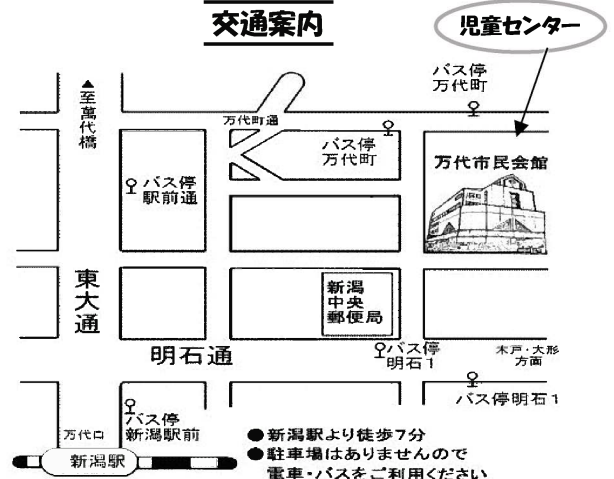 交通案内
児童センター
バス停
万代町
▲至萬代橋
万代町通
バス停
万代町
万代市民会館
バス停
駅前通
東大通
新潟
中央
郵便局
明石通
バス停
明石1
木戸・大形
方面
バス停明石1
バス停
新潟駅前
万代口
新潟駅
●新潟駅より徒歩7分
●駐車場はありませんので
電車・バスをご利用ください